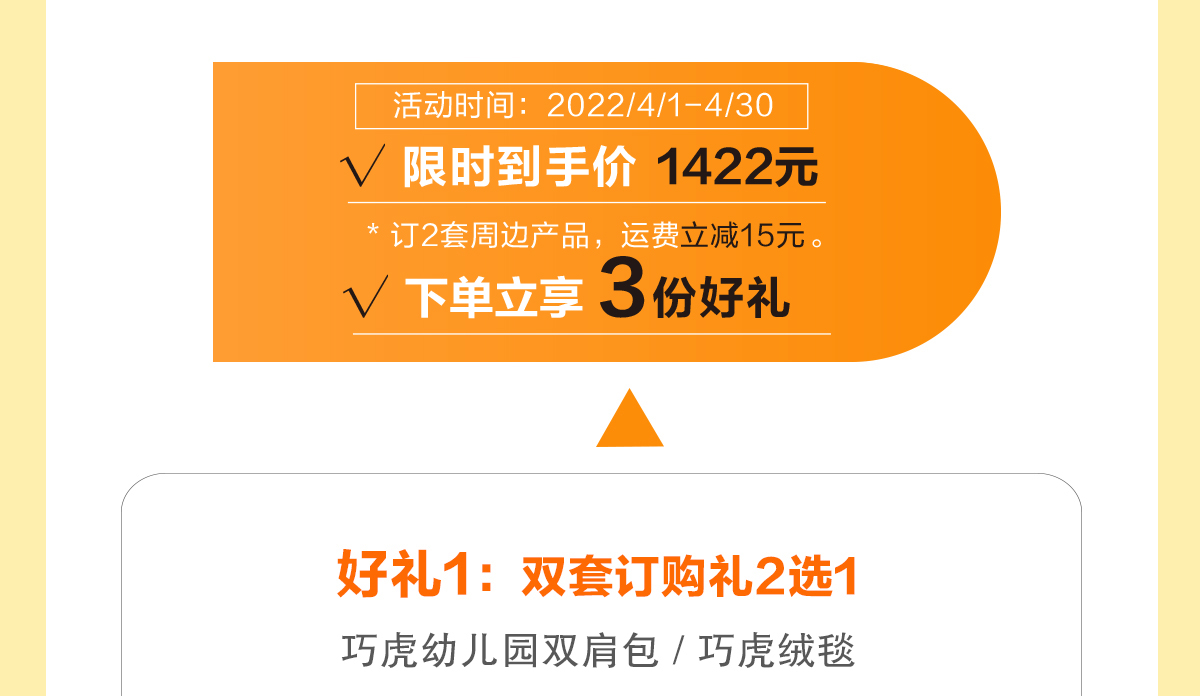 活动时间：2022/4/1-4/30
√ 限时到手价 1422元
* 订2套周边产品，运费立减15元。
√ 下单立享 3份好礼
好礼1：双套订购礼2选1
巧虎幼儿园双肩包 / 巧虎绒毯